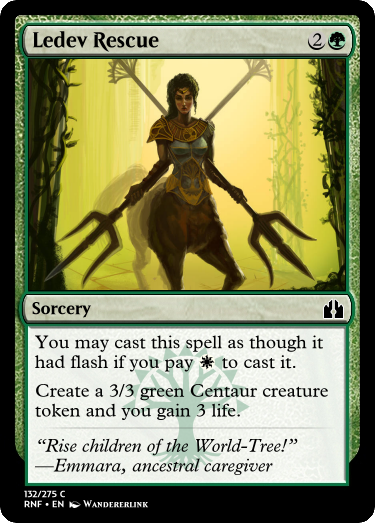 Ledev Rescue 2
Sorcery
You may cast this spell as though it
had flash if you pay to cast it.
Create a 3/3 green Centaur creature
token and you gain 3 life.
“Rise children of the World-Tree!”
—Emmara, ancestral caregiver
132/275 C
RNF • EN Wandererlink